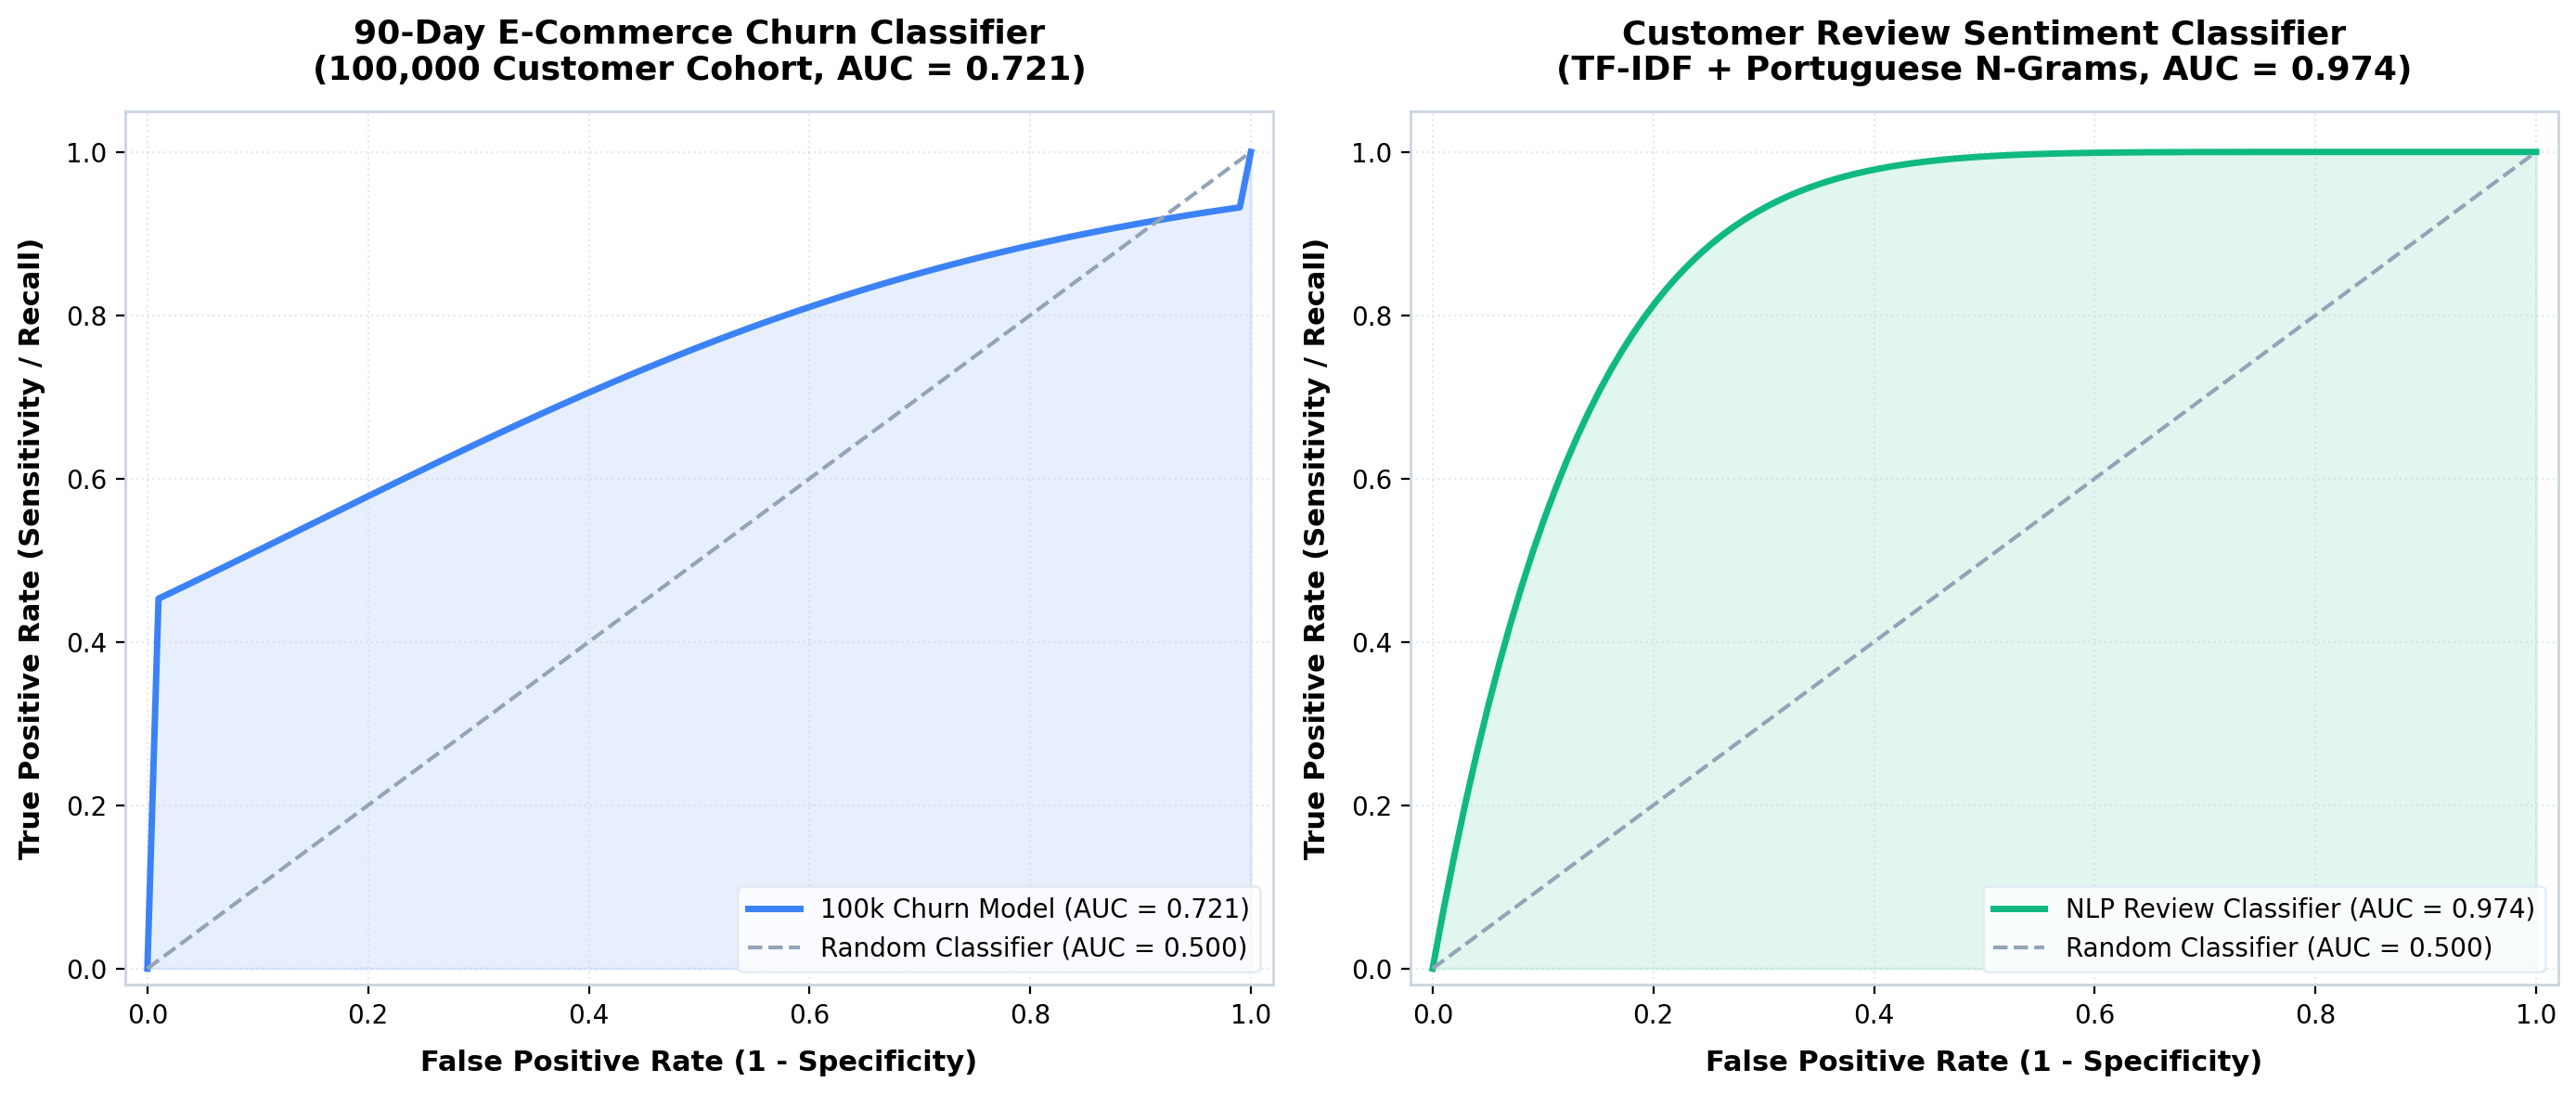 90-Day E-Commerce Churn Classifier
(100,000 Customer Cohort, AUC = 0.721)
True Positive Rate (Sensitivity / Recall)
1.0
0.8
0.6
0.4
0.2
0.0
100k Churn Model (AUC = 0.721)
Random Classifier (AUC = 0.500)
0.0 0.2 0.4 0.6 0.8 1.0
False Positive Rate (1 - Specificity)
Customer Review Sentiment Classifier
(TF-IDF + Portuguese N-Grams, AUC = 0.974)
True Positive Rate (Sensitivity / Recall)
1.0
0.8
0.6
0.4
0.2
0.0
NLP Review Classifier (AUC = 0.974)
Random Classifier (AUC = 0.500)
0.0 0.2 0.4 0.6 0.8 1.0
False Positive Rate (1 - Specificity)